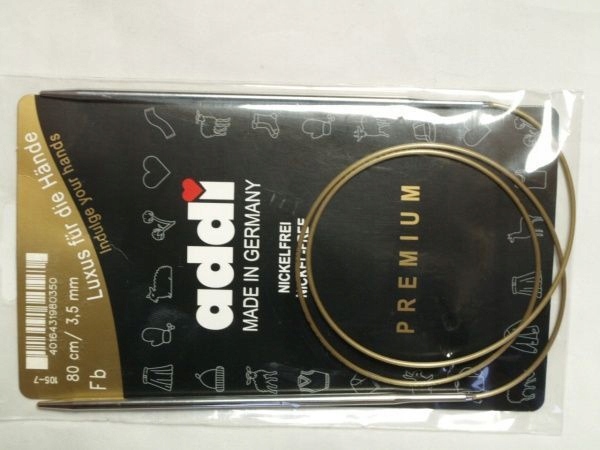 Luxus für die Hände
Indulge your hands
80 cm/ 3,5 mm
4016431980350
105-7
Fb
addi
MADE IN GERMANY
NICKELFREI
NICKEL-FREE
PREMIUM